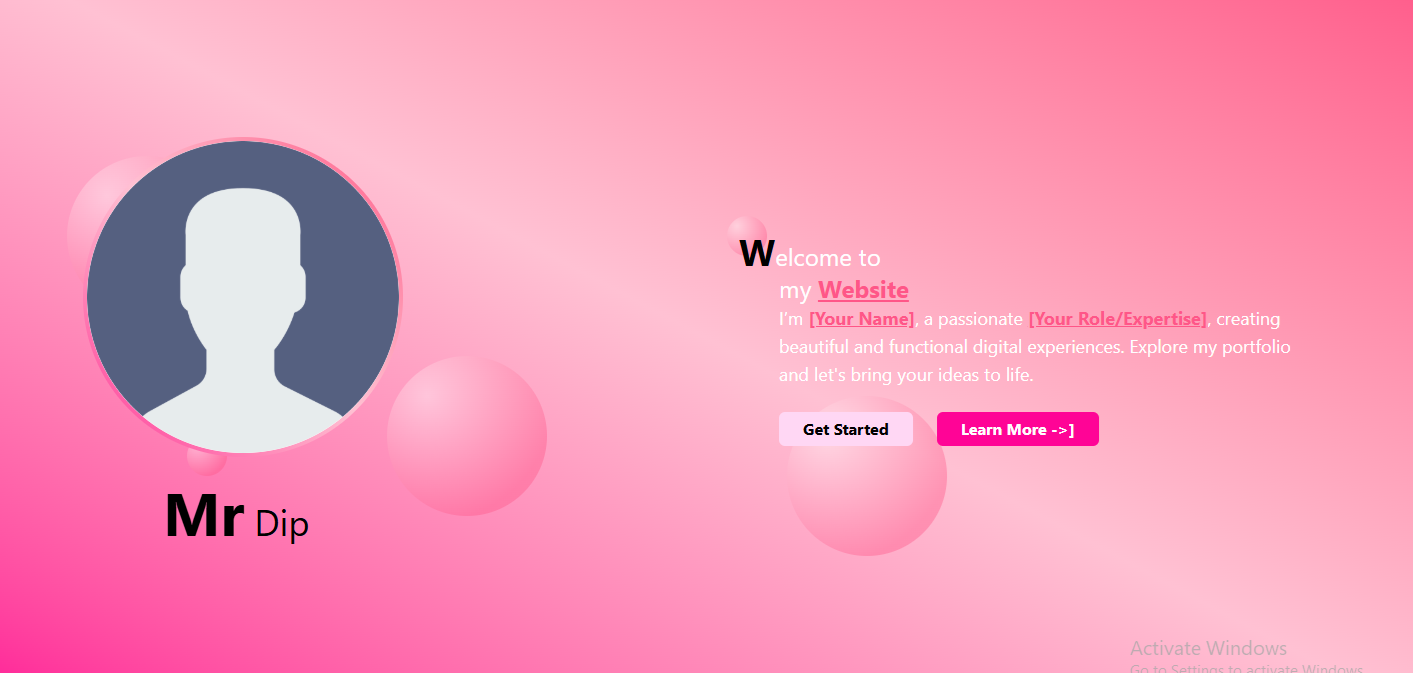 Welcome to
my Website
I'm [Your Name], a passionate [Your Role/Expertise], creating
beautiful and functional digital experiences. Explore my portfolio
and let's bring your ideas to life.
Get Started
Learn More ->]
Mr Dip
Activate Windows
Go to Settings to activate Windows.